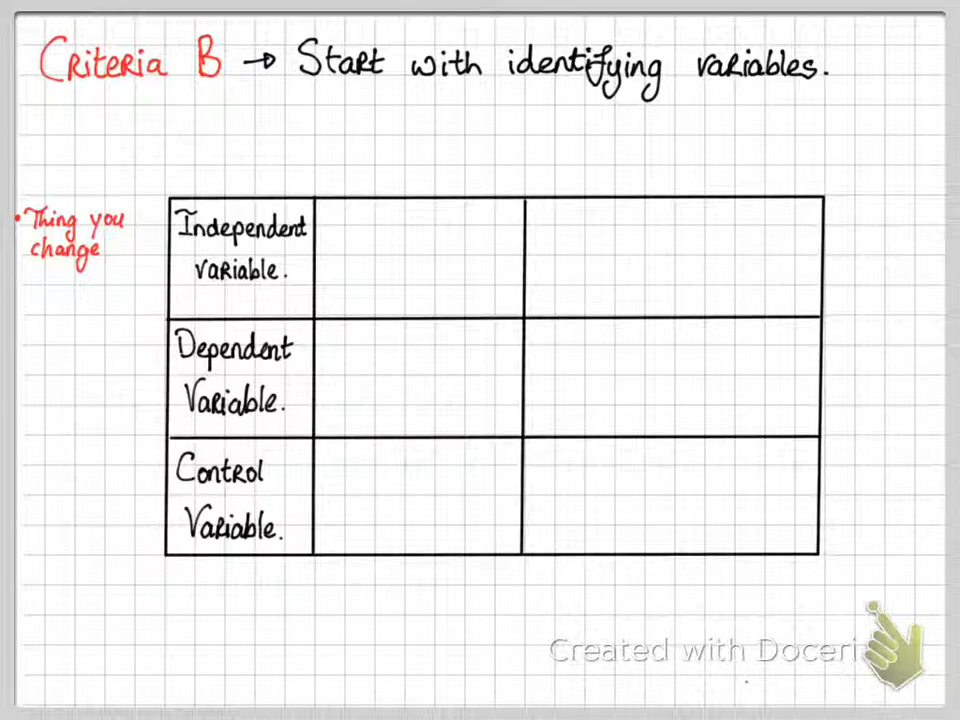 Criteria B → Start with identifying variables.
• Thing you
change
Independent
variable.
Dependent
Variable.
Control
Variable.
Created with Doceri